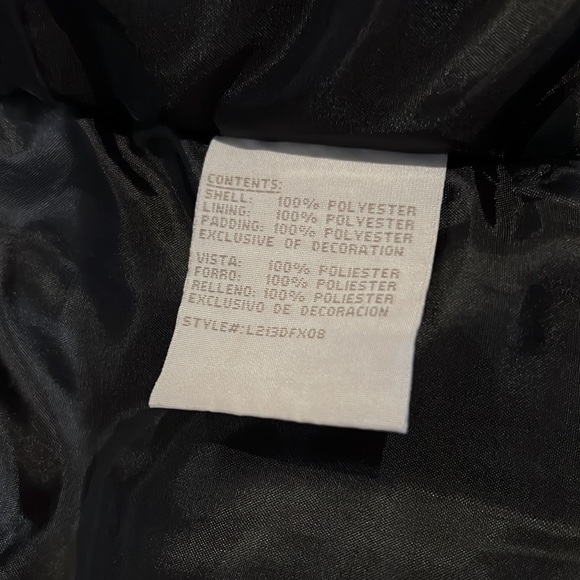 CONTENTS:
SHELL: 100% POLYESTER
LINING: 100% POLYESTER
PADDING: 100% POLYESTER
EXCLUSIVE OF DECORATION
VISTA: 100% POLIESTER
FORRO: 100% POLIESTER
RELLENO: 100% POLIESTER
EXCLUSIVO DE DECORACION
STYLE#: L213DFX08